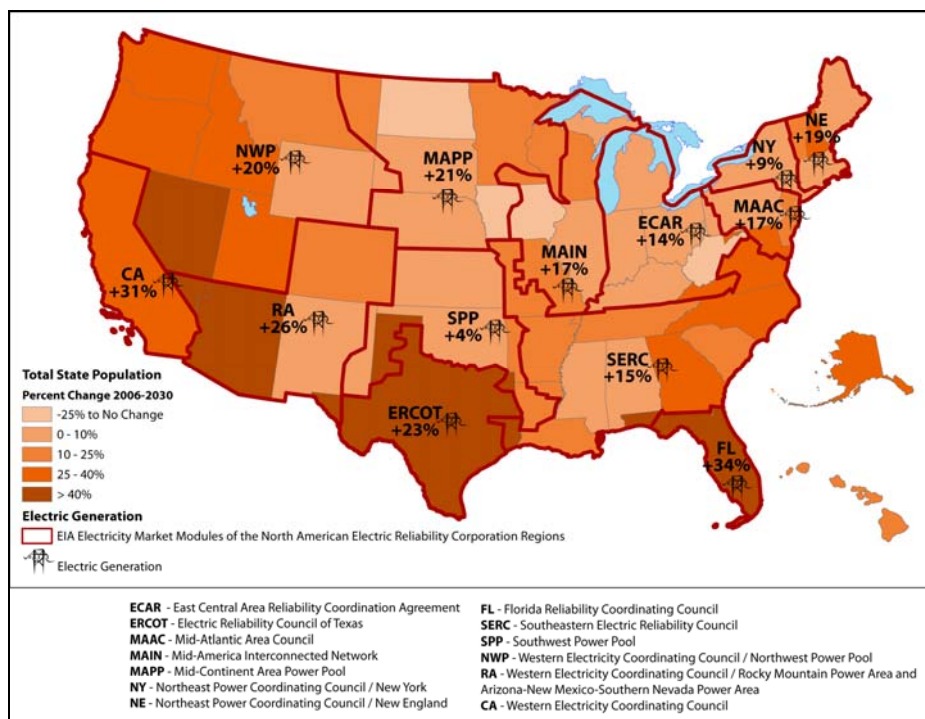 NWP
+20%
MAPP
+21%
NY
+9%
NE
+19%
MAAC
+17%
ECAR
+14%
MAIN
+17%
CA
+31%
RA
+26%
SPP
+4%
SERC
+15%
ERCOT
+23%
FL
+34%
Total State Population
Percent Change 2006-2030
-25% to No Change
0 - 10%
10 - 25%
25 - 40%
> 40%
Electric Generation
EIA Electricity Market Modules of the North American Electric Reliability Corporation Regions
Electric Generation
ECAR - East Central Area Reliability Coordination Agreement
ERCOT - Electric Reliability Council of Texas
MAAC - Mid-Atlantic Area Council
MAIN - Mid-America Interconnected Network
MAPP - Mid-Continent Area Power Pool
NY - Northeast Power Coordinating Council / New York
NE - Northeast Power Coordinating Council / New England
FL - Florida Reliability Coordinating Council
SERC - Southeastern Electric Reliability Council
SPP - Southwest Power Pool
NWP - Western Electricity Coordinating Council / Northwest Power Pool
RA - Western Electricity Coordinating Council / Rocky Mountain Power Area and
Arizona-New Mexico-Southern Nevada Power Area
CA - Western Electricity Coordinating Council